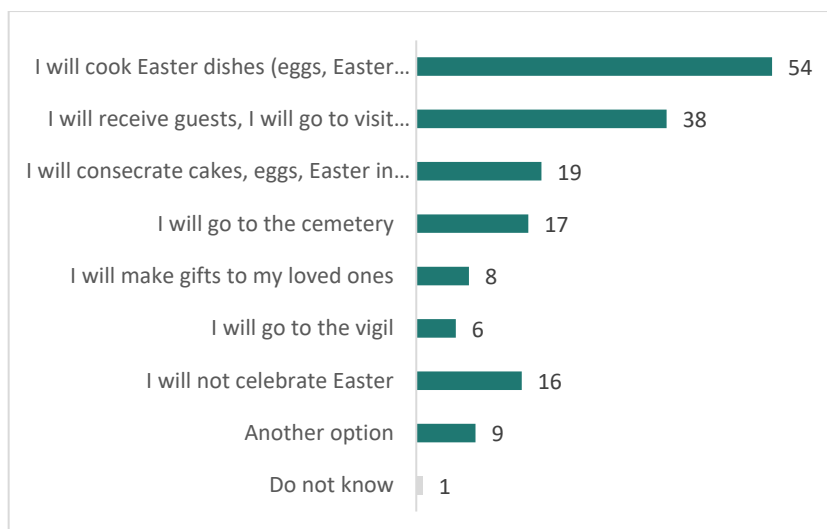 I will cook Easter dishes (eggs, Easter... 54
I will receive guests, I will go to visit... 38
I will consecrate cakes, eggs, Easter in... 19
I will go to the cemetery 17
I will make gifts to my loved ones 8
I will go to the vigil 6
I will not celebrate Easter 16
Another option 9
Do not know 1